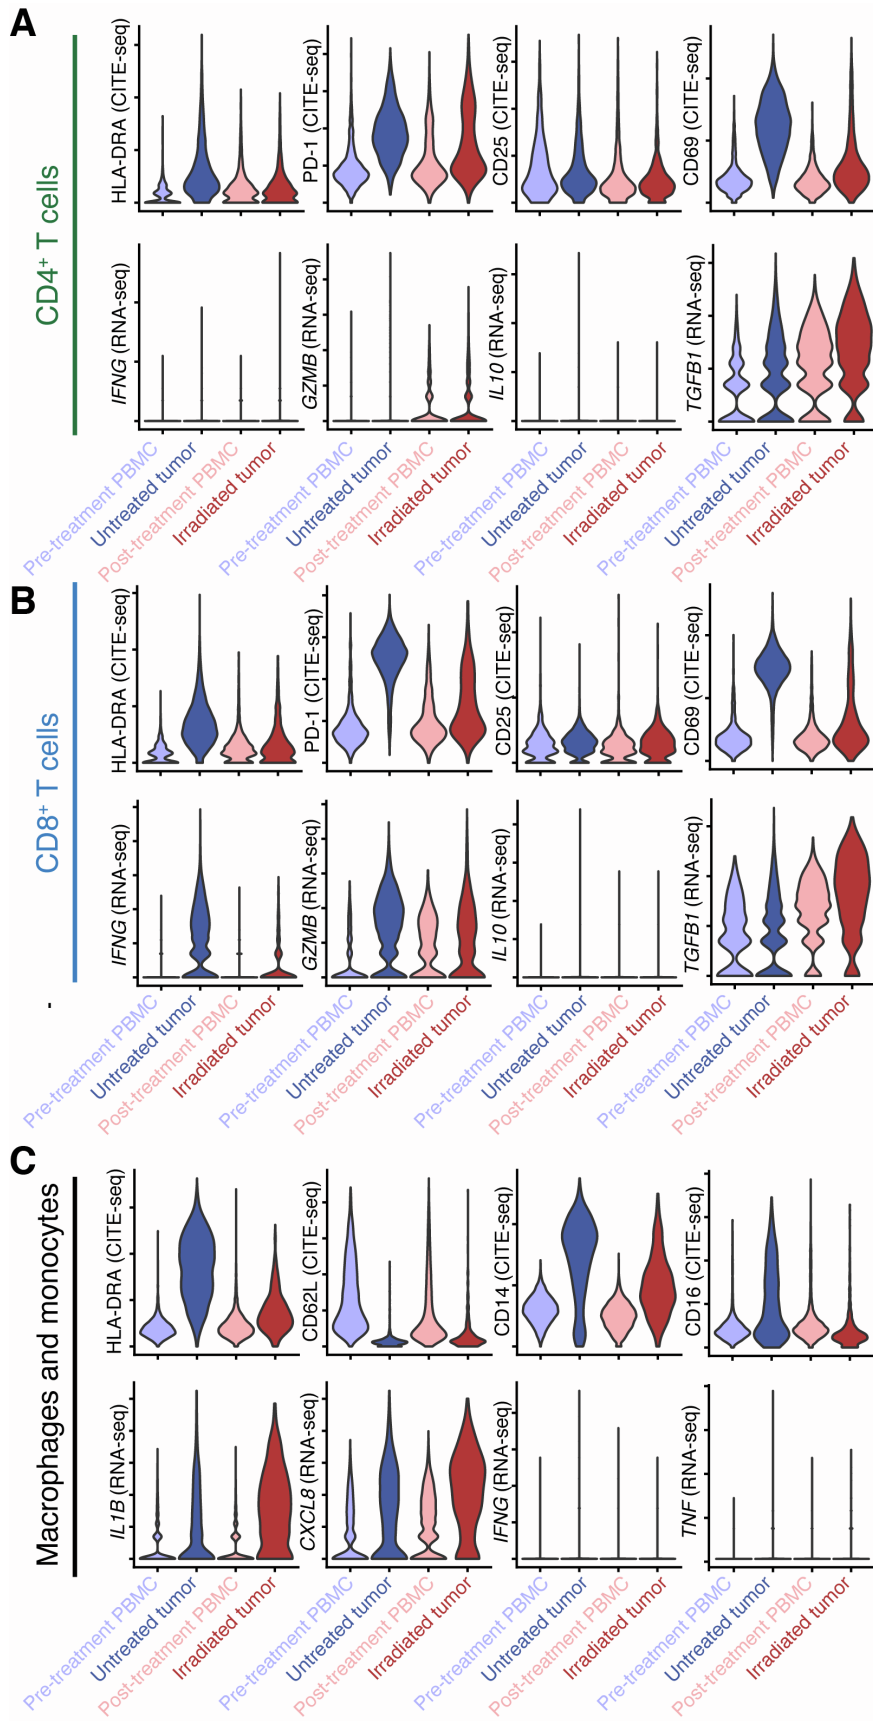 A
CD4⁺ T cells
HLA-DRA (CITE-seq)
PD-1 (CITE-seq)
CD25 (CITE-seq)
CD69 (CITE-seq)
IFNG (RNA-seq)
GZMB (RNA-seq)
IL10 (RNA-seq)
TGFB1 (RNA-seq)
Pre-treatment PBMC
Untreated tumor
Post-treatment PBMC
Irradiated tumor
Pre-treatment PBMC
Untreated tumor
Post-treatment PBMC
Irradiated tumor
Pre-treatment PBMC
Untreated tumor
Post-treatment PBMC
Irradiated tumor
Pre-treatment PBMC
Untreated tumor
Post-treatment PBMC
Irradiated tumor
B
CD8⁺ T cells
HLA-DRA (CITE-seq)
PD-1 (CITE-seq)
CD25 (CITE-seq)
CD69 (CITE-seq)
IFNG (RNA-seq)
GZMB (RNA-seq)
IL10 (RNA-seq)
TGFB1 (RNA-seq)
Pre-treatment PBMC
Untreated tumor
Post-treatment PBMC
Irradiated tumor
Pre-treatment PBMC
Untreated tumor
Post-treatment PBMC
Irradiated tumor
Pre-treatment PBMC
Untreated tumor
Post-treatment PBMC
Irradiated tumor
Pre-treatment PBMC
Untreated tumor
Post-treatment PBMC
Irradiated tumor
C
Macrophages and monocytes
HLA-DRA (CITE-seq)
CD62L (CITE-seq)
CD14 (CITE-seq)
CD16 (CITE-seq)
IL1B (RNA-seq)
CXCL8 (RNA-seq)
IFNG (RNA-seq)
TNF (RNA-seq)
Pre-treatment PBMC
Untreated tumor
Post-treatment PBMC
Irradiated tumor
Pre-treatment PBMC
Untreated tumor
Post-treatment PBMC
Irradiated tumor
Pre-treatment PBMC
Untreated tumor
Post-treatment PBMC
Irradiated tumor
Pre-treatment PBMC
Untreated tumor
Post-treatment PBMC
Irradiated tumor